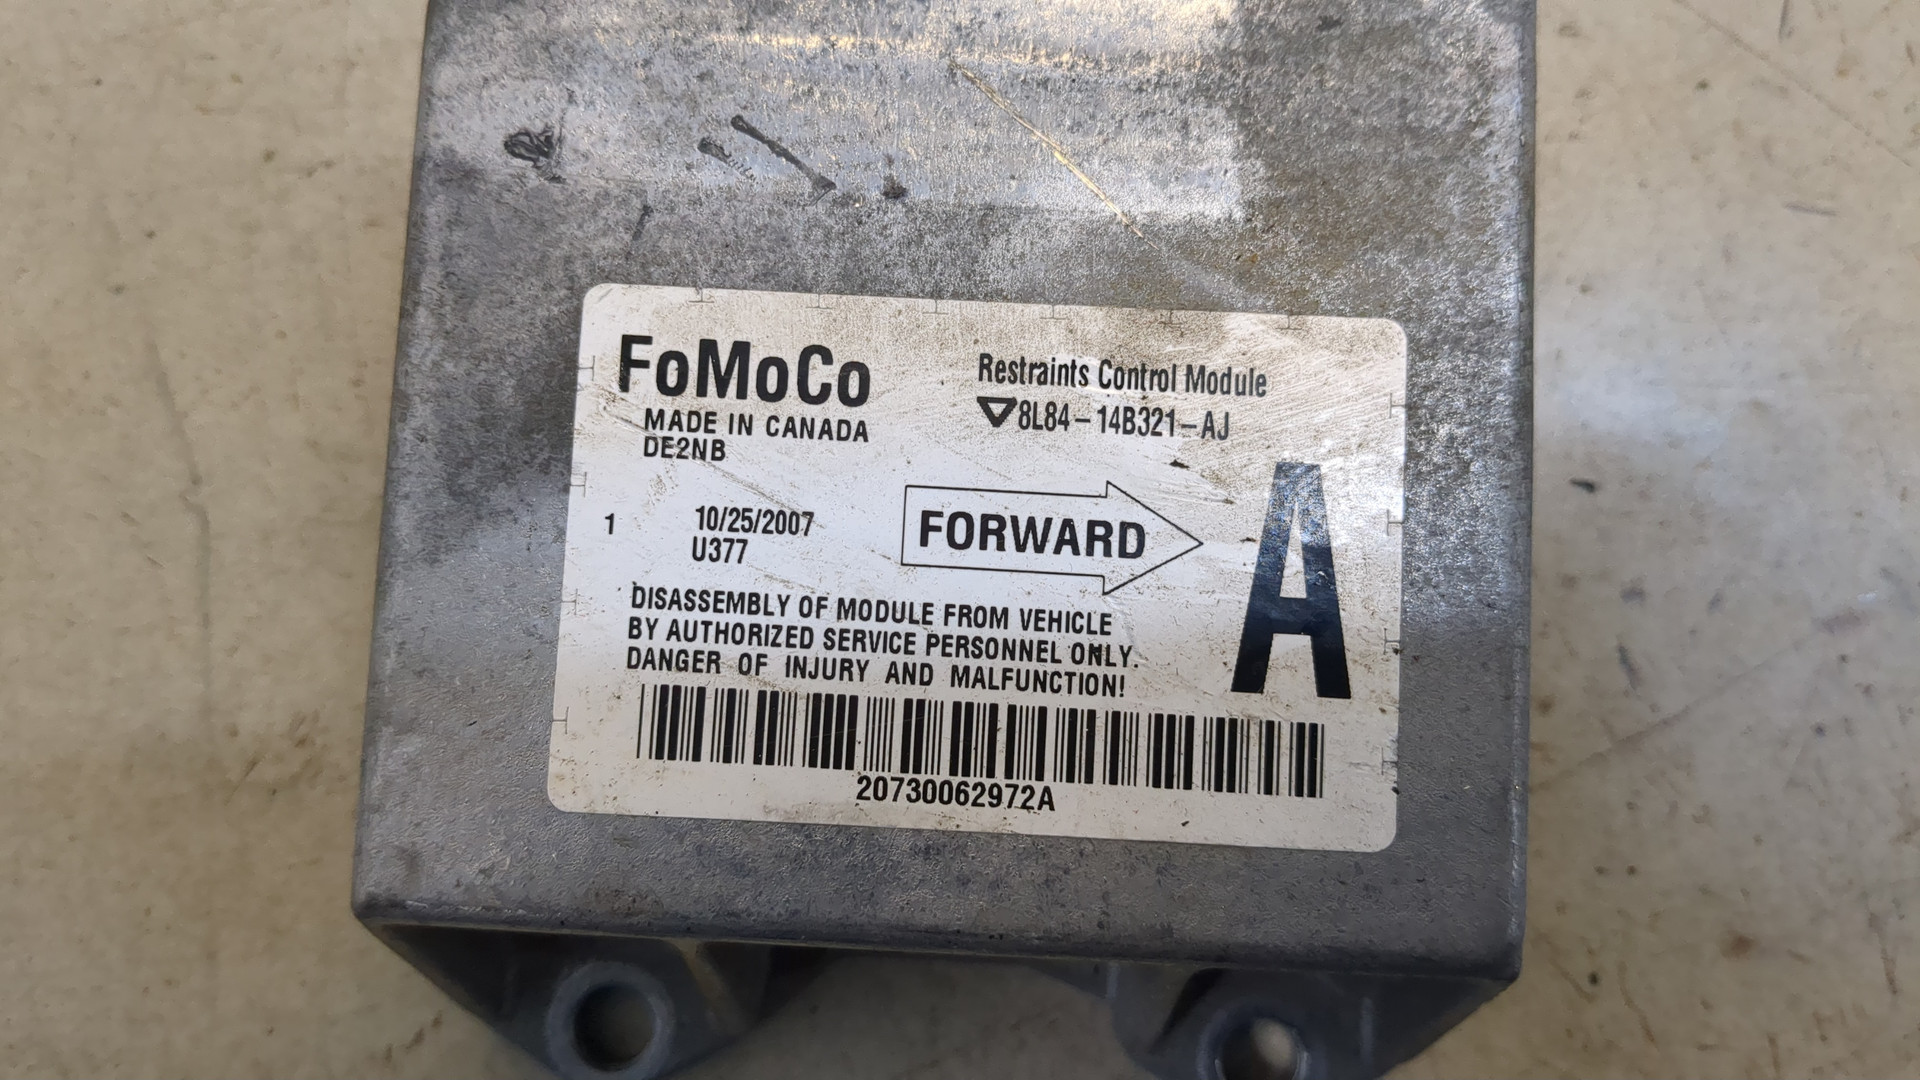 FoMoCo
MADE IN CANADA
DE2NB
Restraints Control Module
8L84-14B321-AJ
1
10/25/2007
U377
FORWARD
A
DISASSEMBLY OF MODULE FROM VEHICLE
BY AUTHORIZED SERVICE PERSONNEL ONLY.
DANGER OF INJURY AND MALFUNCTION!
20730062972A